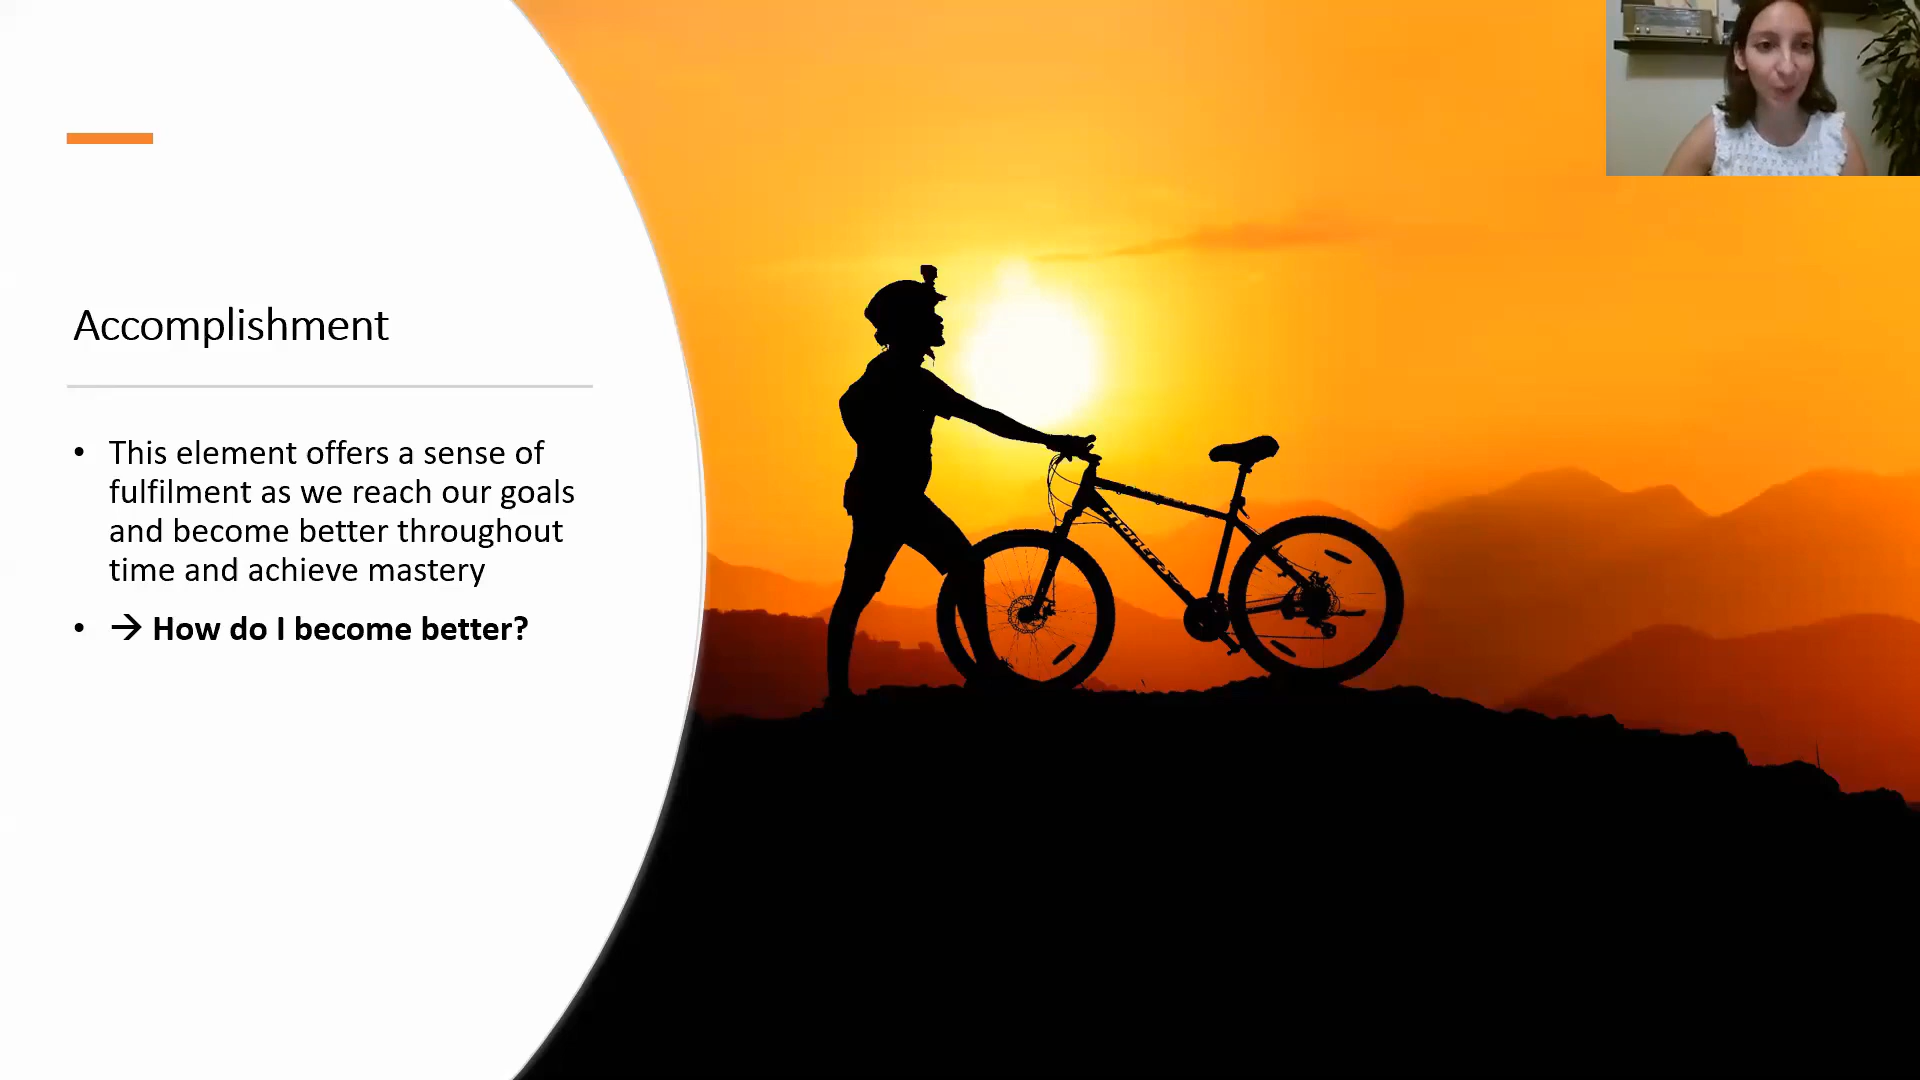 Accomplishment
• This element offers a sense of
fulfilment as we reach our goals
and become better throughout
time and achieve mastery
• → How do I become better?